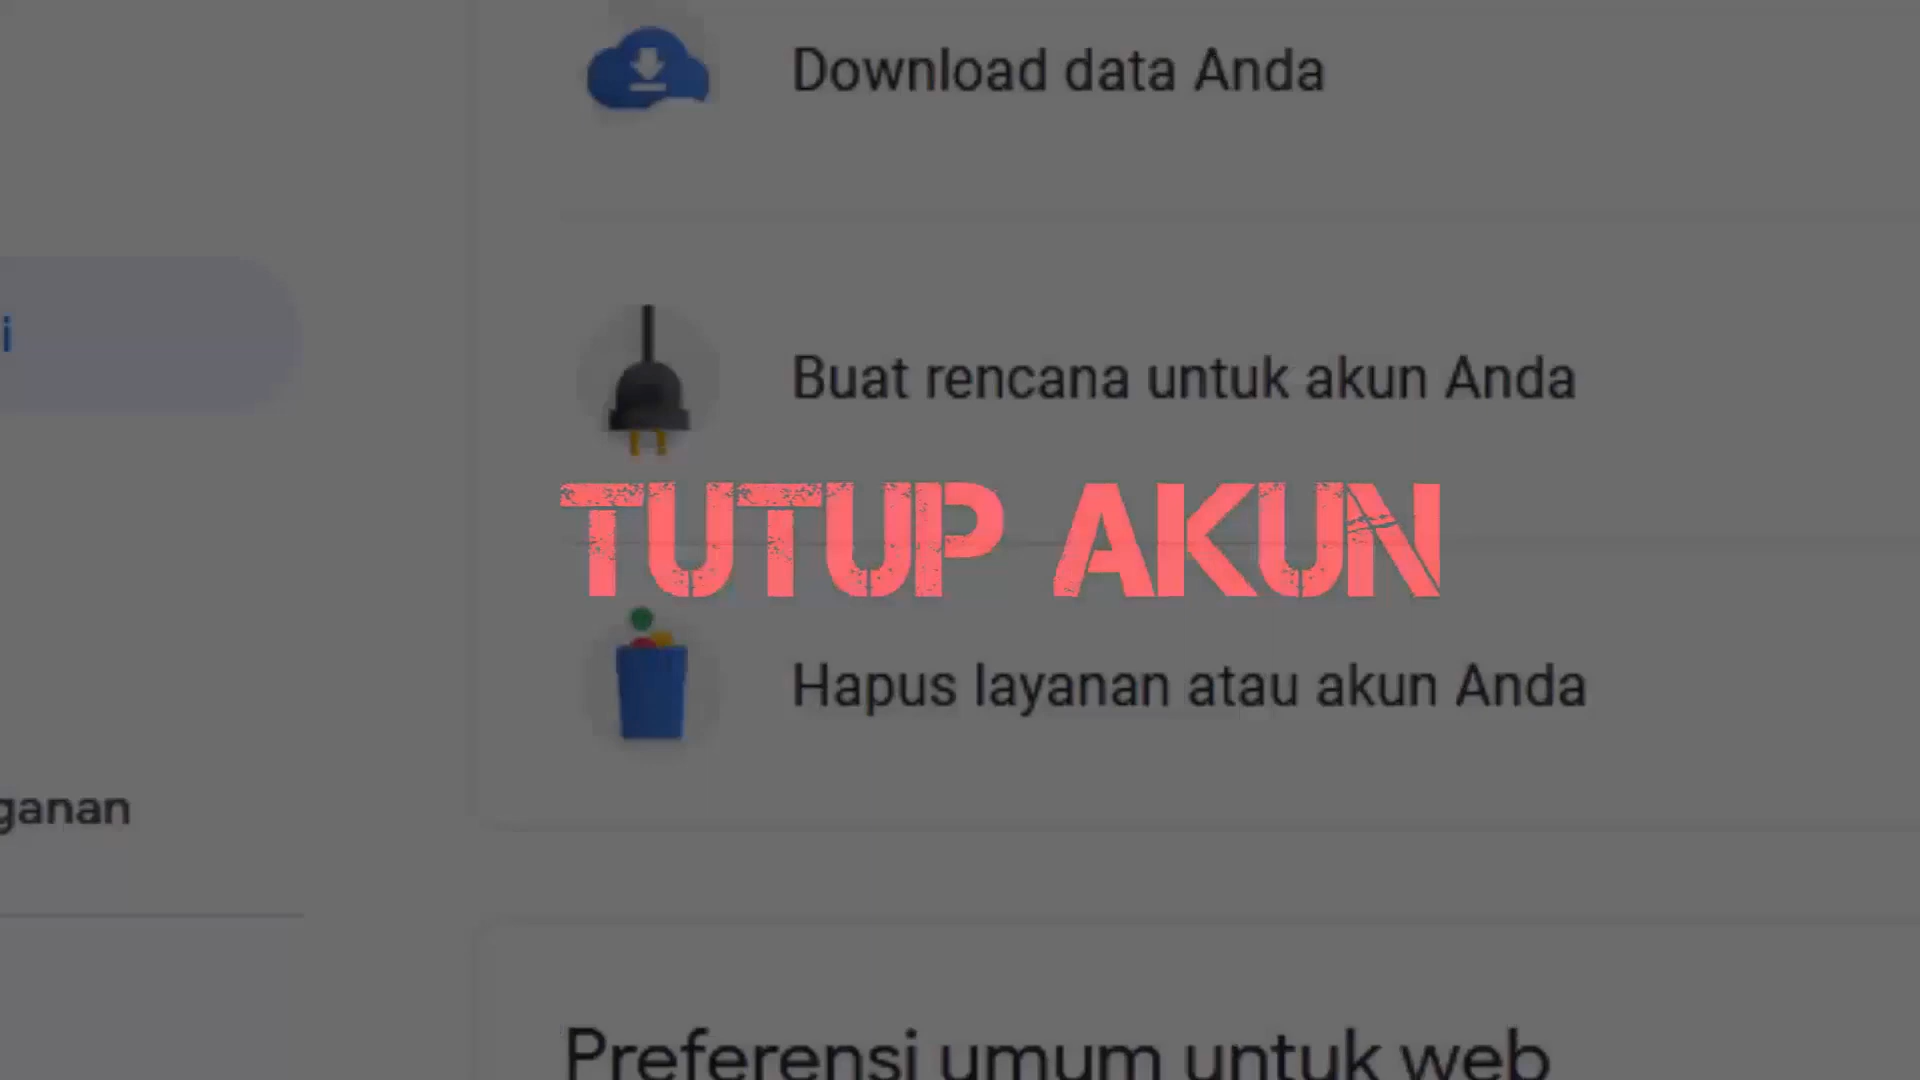 Download data Anda
i
Buat rencana untuk akun Anda
TUTUP AKUN
Hapus layanan atau akun Anda
ganan
Preferensi umum untuk web